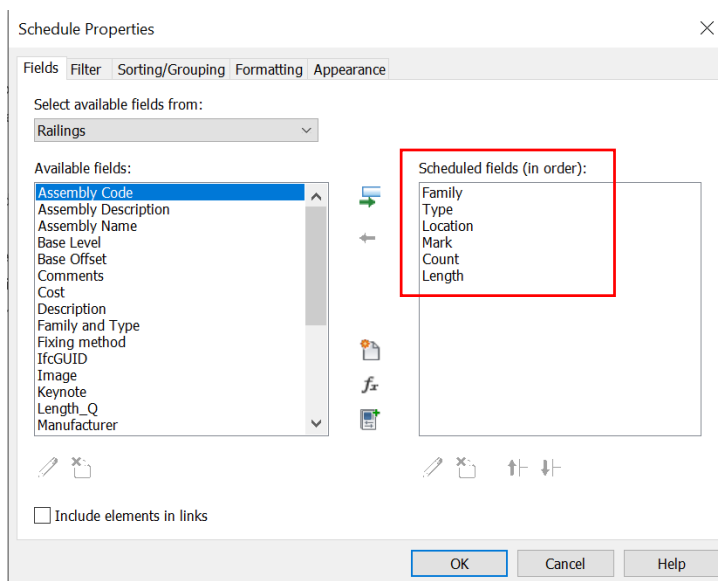 Schedule Properties
Fields Filter Sorting/Grouping Formatting Appearance
Select available fields from:
Railings
Available fields:
Assembly Code
Assembly Description
Assembly Name
Base Level
Base Offset
Comments
Cost
Description
Family and Type
Fixing method
IfcGUID
Image
Keynote
Length_Q
Manufacturer
fx
Scheduled fields (in order):
Family
Type
Location
Mark
Count
Length
Include elements in links
OK Cancel Help